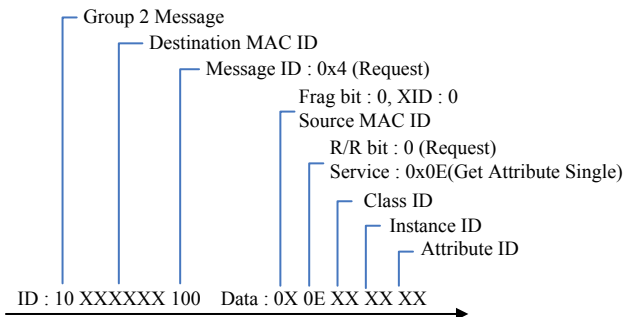 Group 2 Message
Destination MAC ID
Message ID : 0x4 (Request)
Frag bit : 0, XID : 0
Source MAC ID
R/R bit : 0 (Request)
Service : 0x0E(Get Attribute Single)
Class ID
Instance ID
Attribute ID
ID : 10 XXXXXX 100 Data : 0X 0E XX XX XX